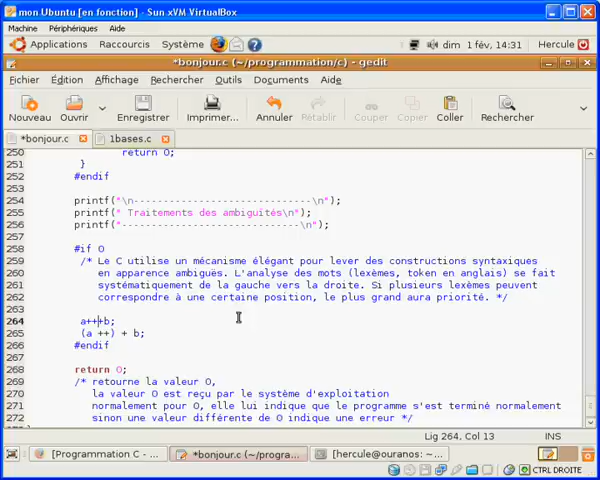 mon Ubuntu [en fonction] - Sun xVM VirtualBox
Machine Périphériques Aide
Applications Raccourcis Système dim 1 fév, 14:31 Hercule
*bonjour.c (~/programmation/c) - gedit
Fichier Édition Affichage Rechercher Outils Documents Aide
Nouveau Ouvrir Enregistrer Imprimer... Annuler Rétablir Couper Copier Coller Rechercher
*bonjour.c 1bases.c
250 return 0;
251 }
252 #endif
253
254 printf("\n------------------------------\n");
255 printf(" Traitements des ambiguïtés\n");
256 printf("------------------------------\n");
257
258 #if 0
259 /* Le C utilise un mécanisme élégant pour lever des constructions syntaxiques
260 en apparence ambiguës. L'analyse des mots (lexèmes, token en anglais) se fait
261 systématiquement de la gauche vers la droite. Si plusieurs lexèmes peuvent
262 correspondre à une certaine position, le plus grand aura priorité. */
263
264 a+++b;
265 (a ++) + b;
266 #endif
267
268 return 0;
269 /* retourne la valeur 0,
270 la valeur 0 est reçu par le système d'exploitation
271 normalement pour 0, elle lui indique que le programme s'est terminé normalement
272 sinon une valeur différente de 0 indique une erreur */
Lig 264, Col 13 INS
[Programmation C - ... *bonjour.c (~/progra... [hercule@ouranos: ~...
CTRL DROITE